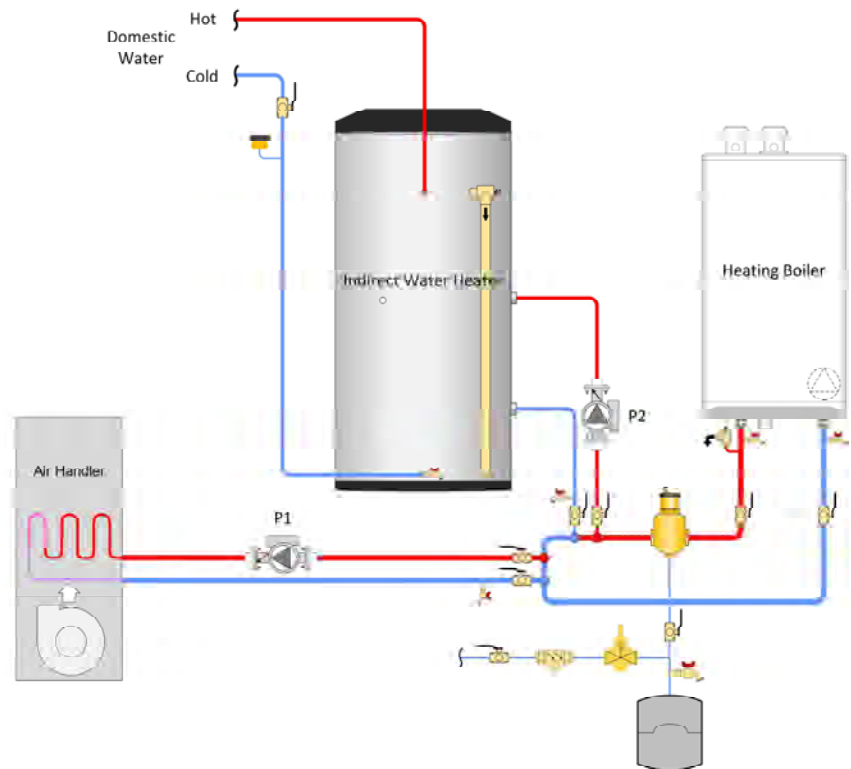 Hot
Domestic
Water
Cold
Indirect Water Heater
Heating Boiler
P2
Air Handler
P1